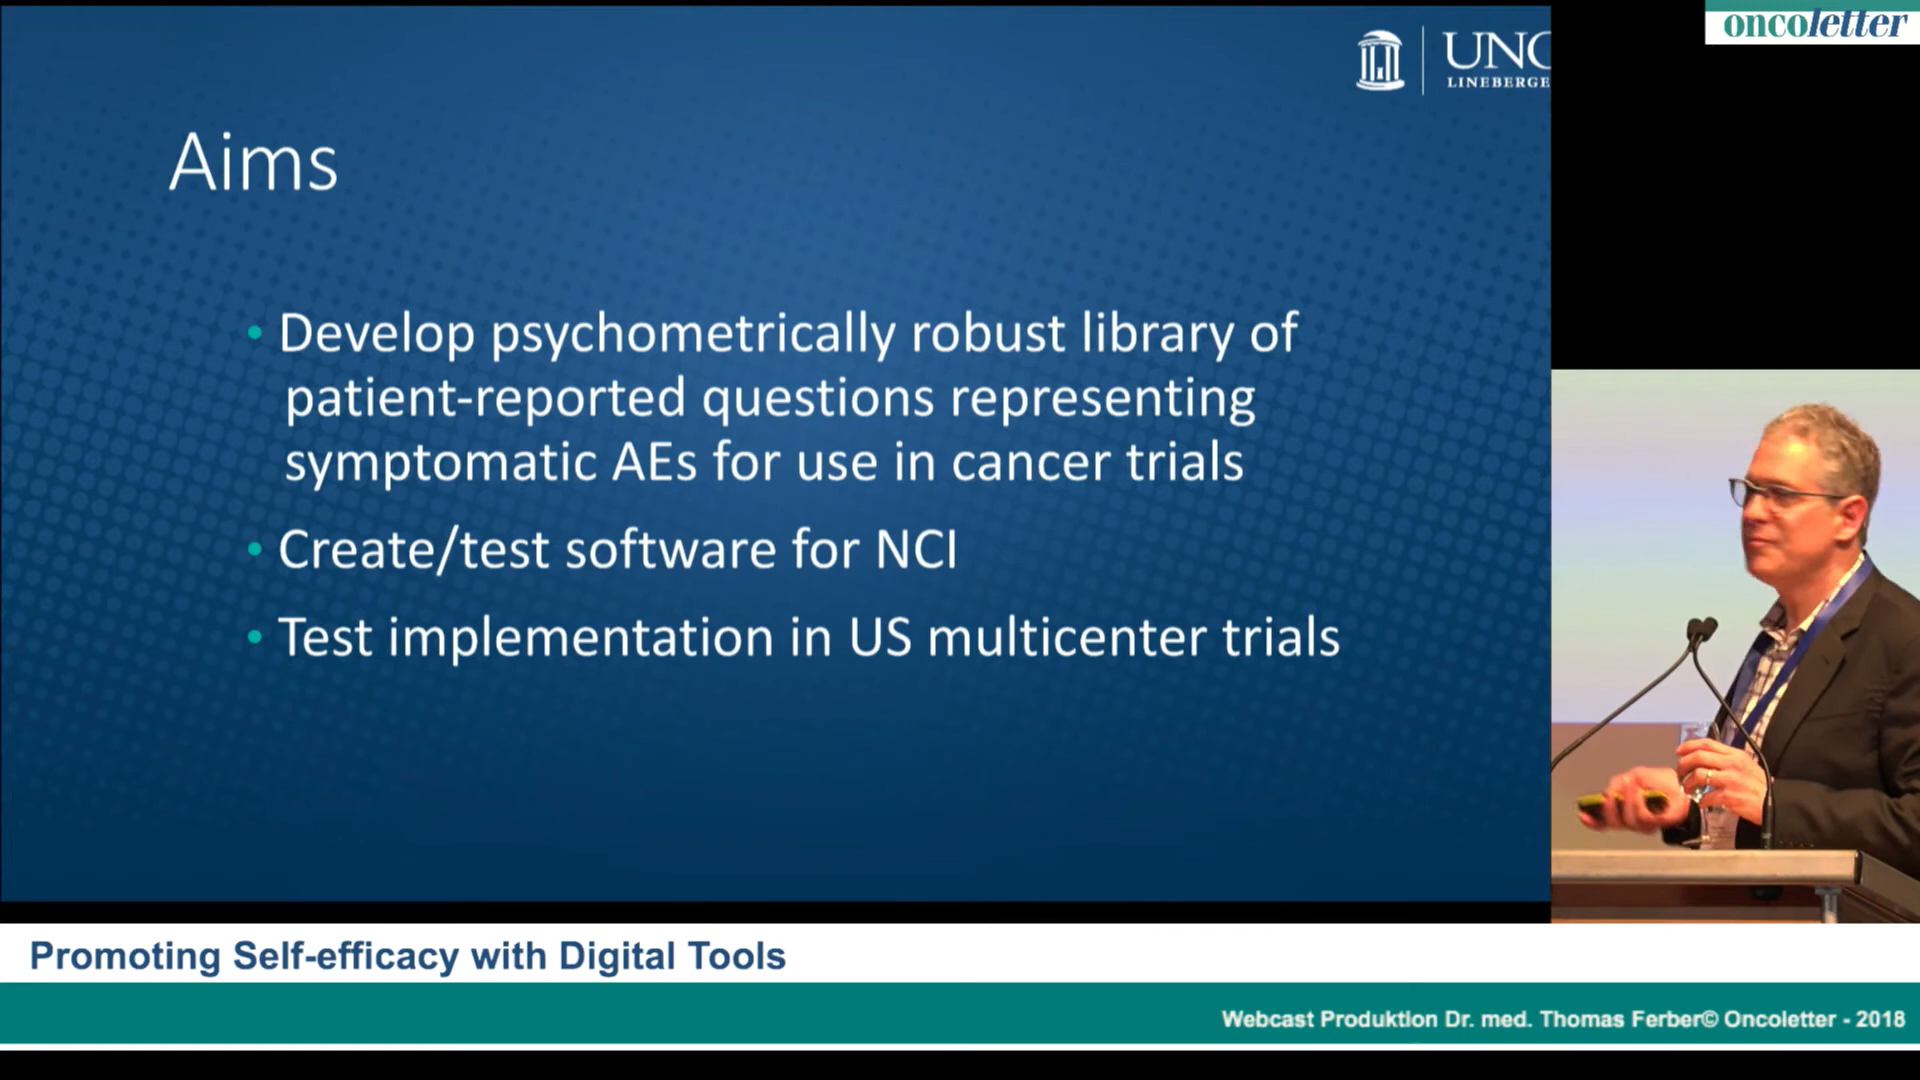 oncoletter
UNC
LINEBERGE
Aims
• Develop psychometrically robust library of
patient-reported questions representing
symptomatic AEs for use in cancer trials
• Create/test software for NCI
• Test implementation in US multicenter trials
Promoting Self-efficacy with Digital Tools
Webcast Produktion Dr. med. Thomas Ferber© Oncoletter - 2018